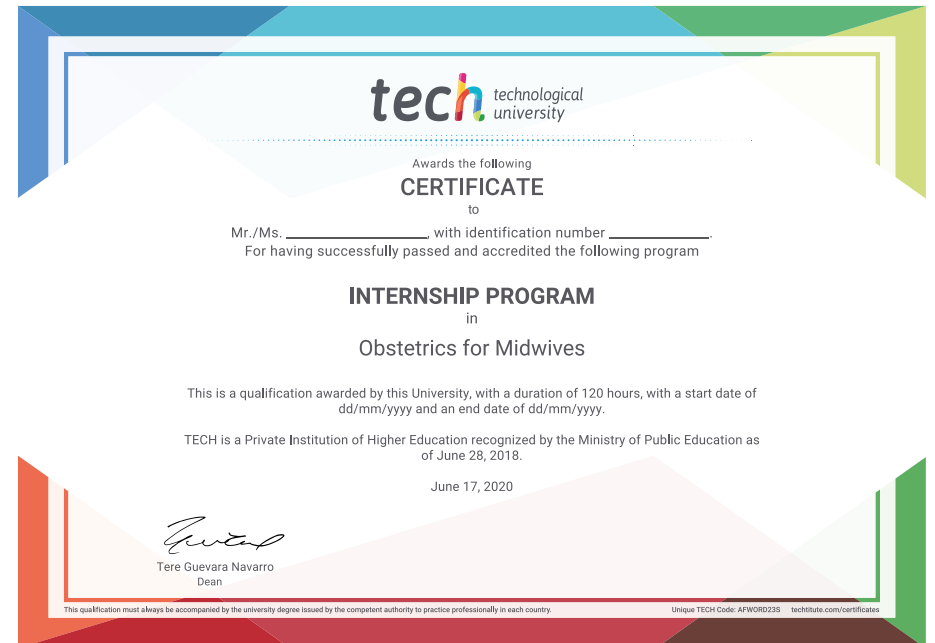 tech technological
university
Awards the following
CERTIFICATE
to
Mr./Ms. ____________________, with identification number ______________.
For having successfully passed and accredited the following program
INTERNSHIP PROGRAM
in
Obstetrics for Midwives
This is a qualification awarded by this University, with a duration of 120 hours, with a start date of
dd/mm/yyyy and an end date of dd/mm/yyyy.
TECH is a Private Institution of Higher Education recognized by the Ministry of Public Education as
of June 28, 2018.
June 17, 2020
Tere Guevara Navarro
Dean
This qualification must always be accompanied by the university degree issued by the competent authority to practice professionally in each country.
Unique TECH Code: AFWORD23S techtitute.com/certificates